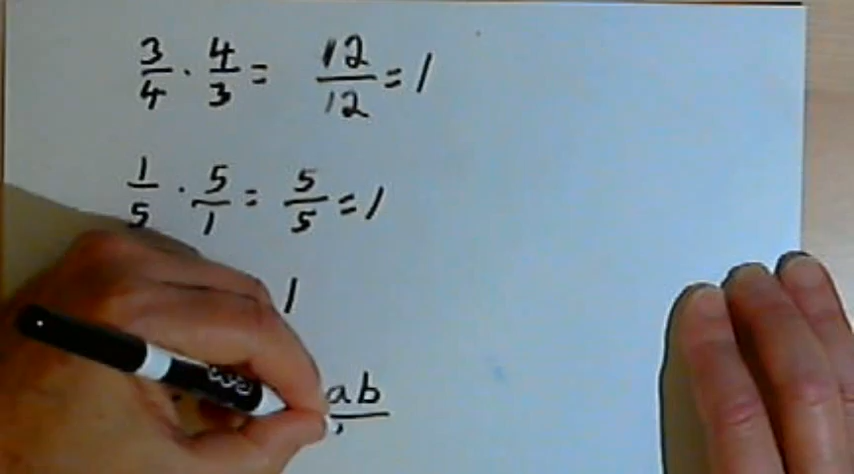 3/4 · 4/3 = 12/12 = 1
1/5 · 5/1 = 5/5 = 1
1
ab